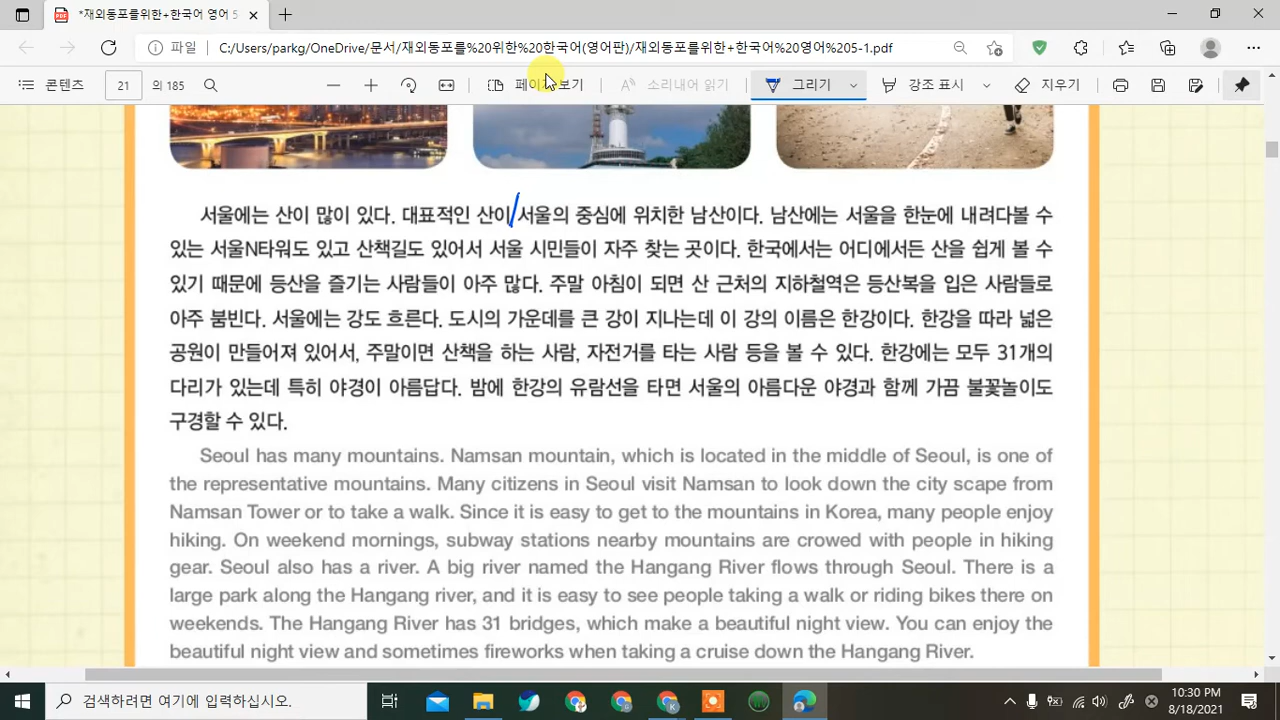 *재외동포를위한+한국어 영어 5
파일 C:/Users/parkg/OneDrive/문서/재외동포를%20위한%20한국어(영어판)/재외동포를위한+한국어%20영어%205-1.pdf
콘텐츠 21 의 185 페이지 보기 소리내어 읽기 그리기 강조 표시 지우기
서울에는 산이 많이 있다. 대표적인 산이 서울의 중심에 위치한 남산이다. 남산에는 서울을 한눈에 내려다볼 수
있는 서울N타워도 있고 산책길도 있어서 서울 시민들이 자주 찾는 곳이다. 한국에서는 어디에서든 산을 쉽게 볼 수
있기 때문에 등산을 즐기는 사람들이 아주 많다. 주말 아침이 되면 산 근처의 지하철역은 등산복을 입은 사람들로
아주 붐빈다. 서울에는 강도 흐른다. 도시의 가운데를 큰 강이 지나는데 이 강의 이름은 한강이다. 한강을 따라 넓은
공원이 만들어져 있어서, 주말이면 산책을 하는 사람, 자전거를 타는 사람 등을 볼 수 있다. 한강에는 모두 31개의
다리가 있는데 특히 야경이 아름답다. 밤에 한강의 유람선을 타면 서울의 아름다운 야경과 함께 가끔 불꽃놀이도
구경할 수 있다.
Seoul has many mountains. Namsan mountain, which is located in the middle of Seoul, is one of
the representative mountains. Many citizens in Seoul visit Namsan to look down the city scape from
Namsan Tower or to take a walk. Since it is easy to get to the mountains in Korea, many people enjoy
hiking. On weekend mornings, subway stations nearby mountains are crowed with people in hiking
gear. Seoul also has a river. A big river named the Hangang River flows through Seoul. There is a
large park along the Hangang river, and it is easy to see people taking a walk or riding bikes there on
weekends. The Hangang River has 31 bridges, which make a beautiful night view. You can enjoy the
beautiful night view and sometimes fireworks when taking a cruise down the Hangang River.
검색하려면 여기에 입력하십시오.
10:30 PM
8/18/2021